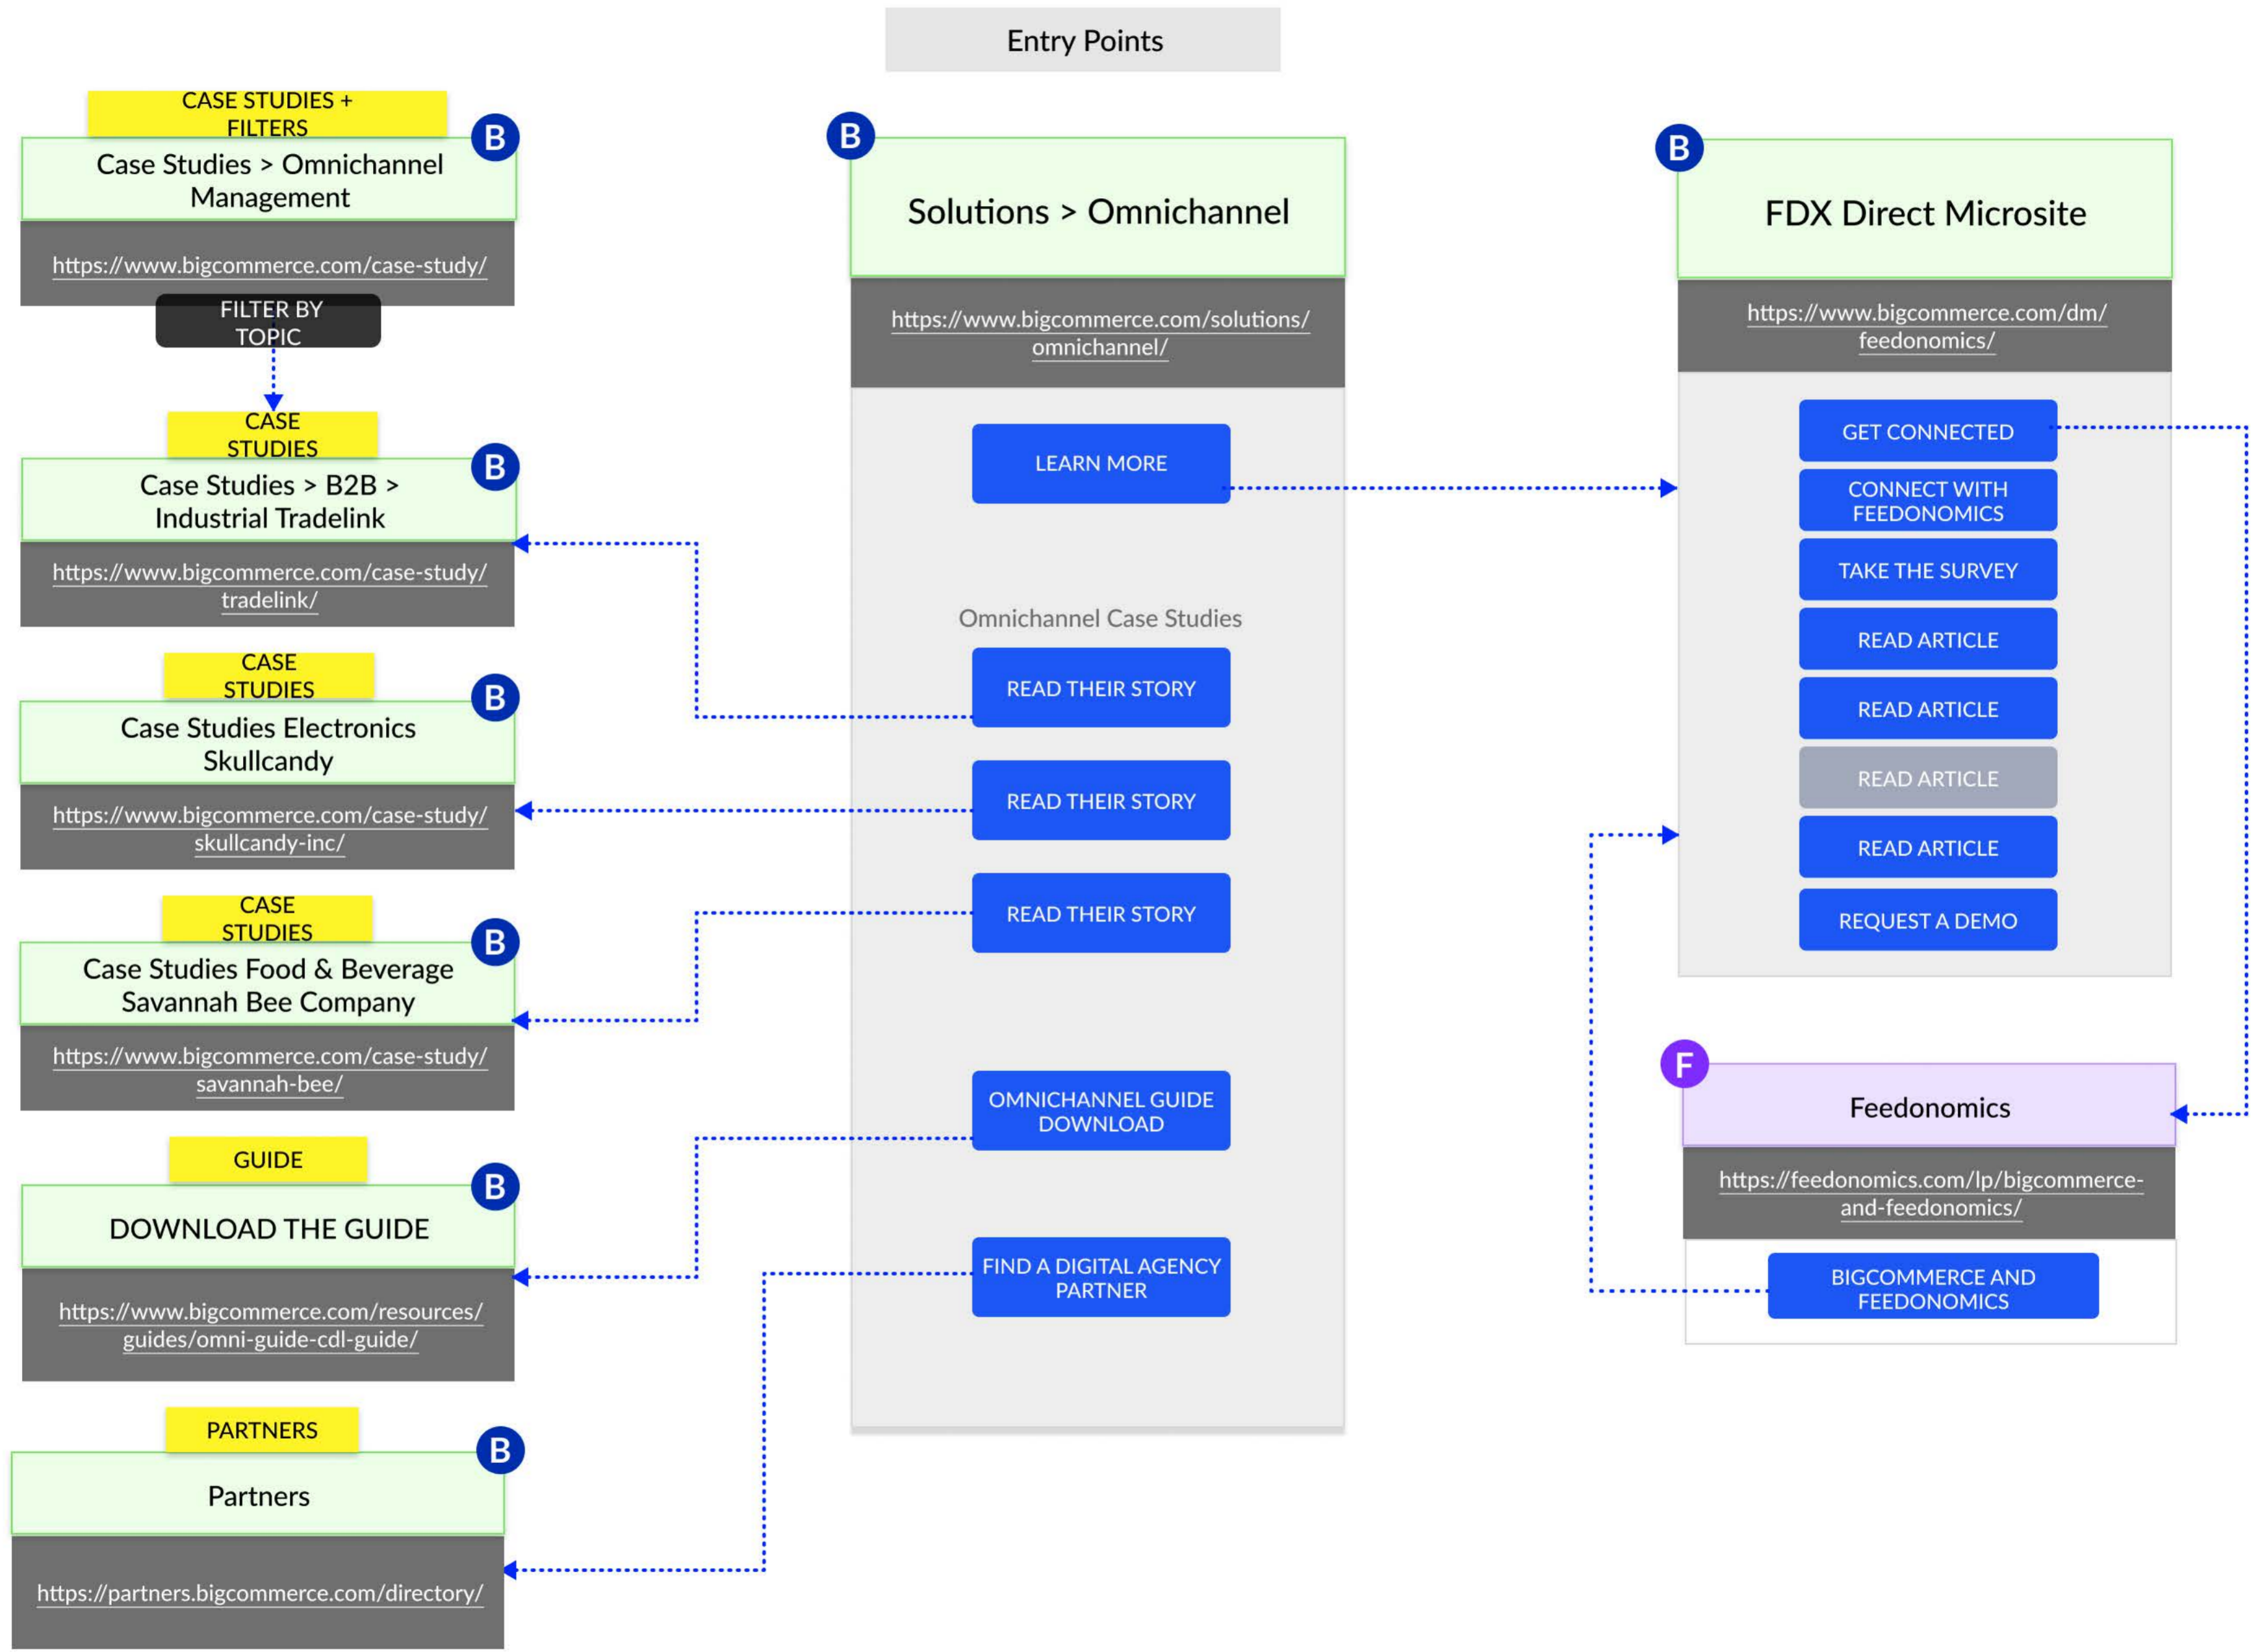 Entry Points
CASE STUDIES +
FILTERS
B
Case Studies > Omnichannel
Management
https://www.bigcommerce.com/case-study/
FILTER BY
TOPIC
CASE
STUDIES
B
Case Studies > B2B >
Industrial Tradelink
https://www.bigcommerce.com/case-study/
tradelink/
CASE
STUDIES
B
Case Studies Electronics
Skullcandy
https://www.bigcommerce.com/case-study/
skullcandy-inc/
CASE
STUDIES
B
Case Studies Food & Beverage
Savannah Bee Company
https://www.bigcommerce.com/case-study/
savannah-bee/
GUIDE
B
DOWNLOAD THE GUIDE
https://www.bigcommerce.com/resources/
guides/omni-guide-cdl-guide/
PARTNERS
B
Partners
https://partners.bigcommerce.com/directory/
B
Solutions > Omnichannel
https://www.bigcommerce.com/solutions/
omnichannel/
LEARN MORE
Omnichannel Case Studies
READ THEIR STORY
READ THEIR STORY
READ THEIR STORY
OMNICHANNEL GUIDE
DOWNLOAD
FIND A DIGITAL AGENCY
PARTNER
B
FDX Direct Microsite
https://www.bigcommerce.com/dm/
feedonomics/
GET CONNECTED
CONNECT WITH
FEEDONOMICS
TAKE THE SURVEY
READ ARTICLE
READ ARTICLE
READ ARTICLE
READ ARTICLE
REQUEST A DEMO
F
Feedonomics
https://feedonomics.com/lp/bigcommerce-
and-feedonomics/
BIGCOMMERCE AND
FEEDONOMICS